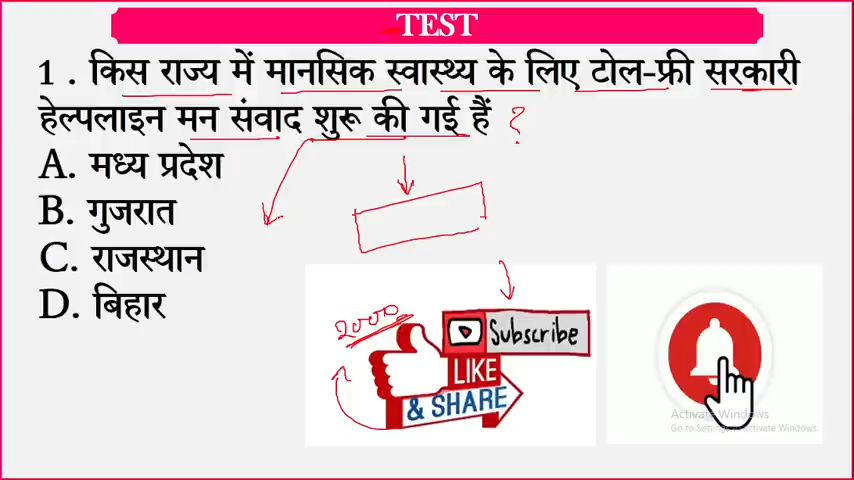 TEST
1 . किस राज्य में मानसिक स्वास्थ्य के लिए टोल-फ्री सरकारी
हेल्पलाइन मन संवाद शुरू की गई हैं ?
A. मध्य प्रदेश
B. गुजरात
C. राजस्थान
D. बिहार
2000
Subscribe
LIKE
& SHARE
Activate Windows
Go to Settings to Activate Windows.